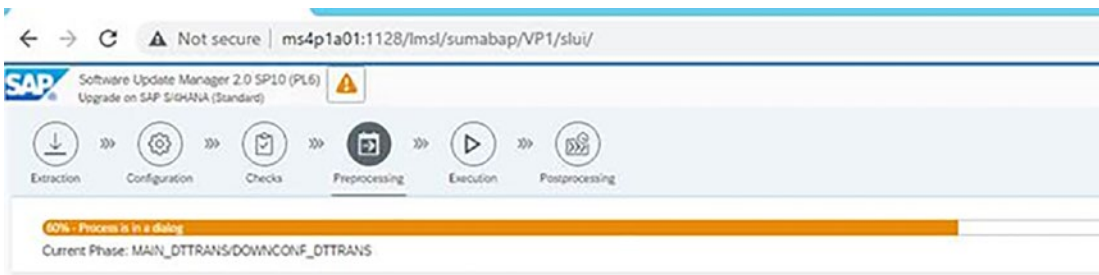 Not secure | ms4p1a01:1128/lmsl/sumabap/VP1/slui/
SAP
Software Update Manager 2.0 SP10 (PL6)
Upgrade on SAP S/4HANA (Standard)
Extraction
Configuration
Checks
Preprocessing
Execution
Postprocessing
60% - Process is in a dialog
Current Phase: MAIN_DTTRANS/DOWNCONF_DTTRANS